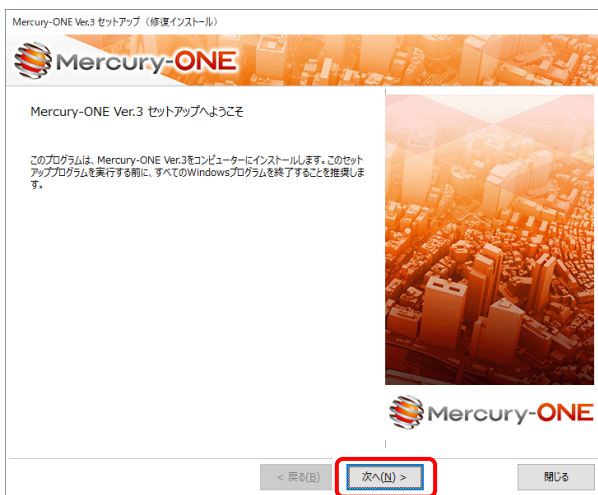 Mercury-ONE Ver.3 セットアップ（修復インストール）
Mercury-ONE
Mercury-ONE Ver.3 セットアップへようこそ
このプログラムは、Mercury-ONE Ver.3をコンピューターにインストールします。このセット
アッププログラムを実行する前に、すべてのWindowsプログラムを終了することを推奨しま
す。
Mercury-ONE
< 戻る(B)
次へ(N) >
閉じる